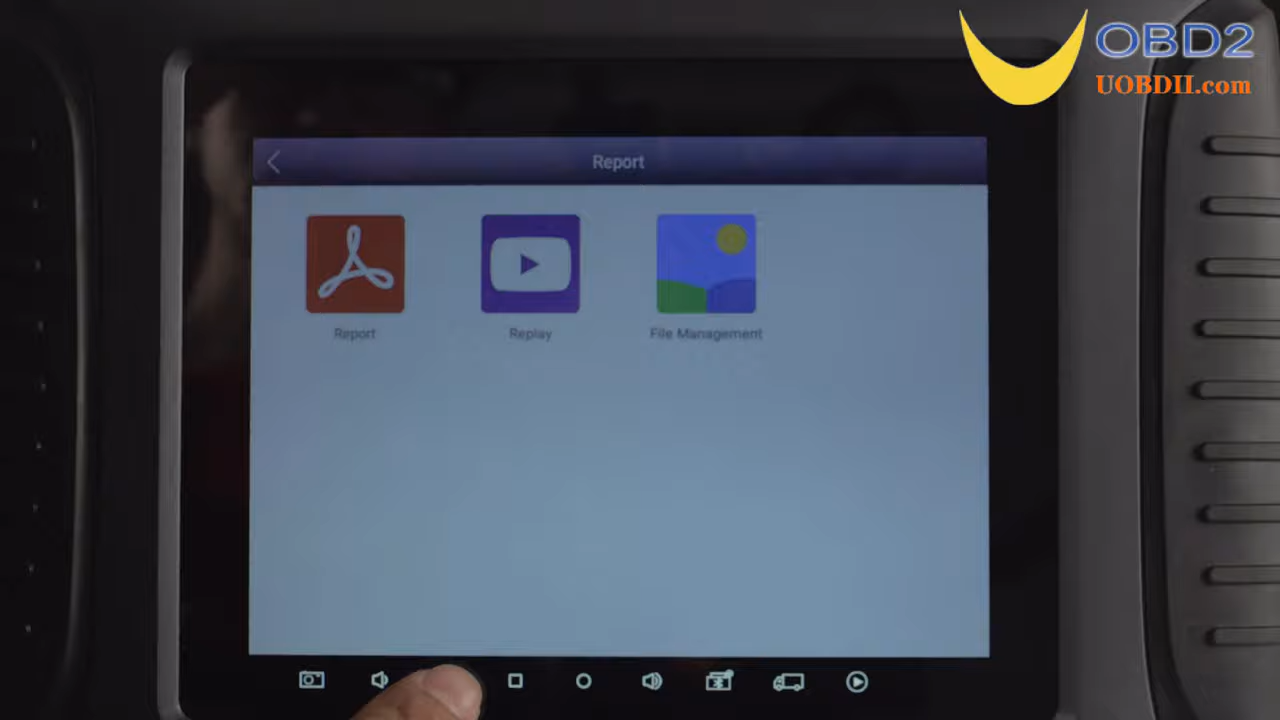 OBD2
UOBDII.com
Report
Report
Replay
File Management